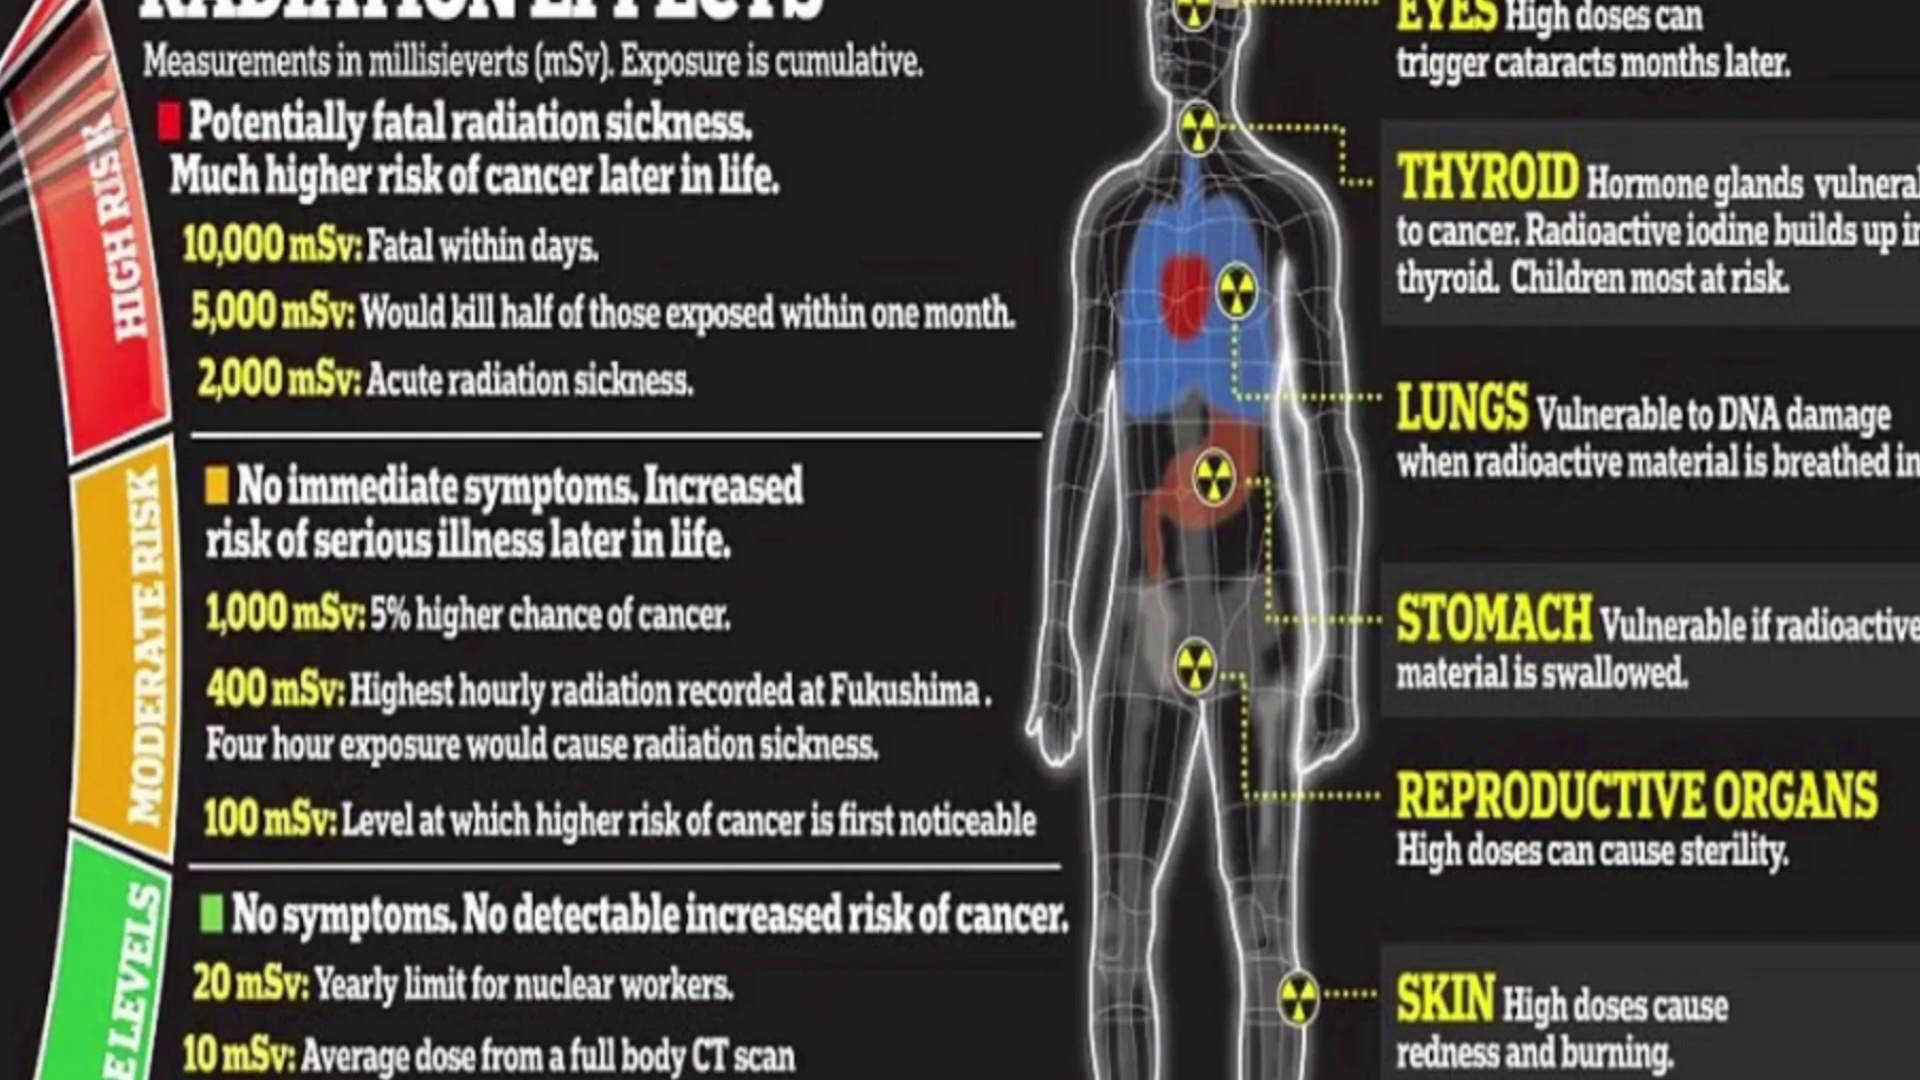 RADIATION EFFECTS
Measurements in millisieverts (mSv). Exposure is cumulative.
Potentially fatal radiation sickness.
Much higher risk of cancer later in life.
10,000 mSv: Fatal within days.
5,000 mSv: Would kill half of those exposed within one month.
2,000 mSv: Acute radiation sickness.
HIGH RISK
No immediate symptoms. Increased
risk of serious illness later in life.
1,000 mSv: 5% higher chance of cancer.
400 mSv: Highest hourly radiation recorded at Fukushima .
Four hour exposure would cause radiation sickness.
100 mSv: Level at which higher risk of cancer is first noticeable
MODERATE RISK
No symptoms. No detectable increased risk of cancer.
20 mSv: Yearly limit for nuclear workers.
10 mSv: Average dose from a full body CT scan
E LEVELS
EYES High doses can
trigger cataracts months later.
THYROID Hormone glands vulneral
to cancer. Radioactive iodine builds up in
thyroid. Children most at risk.
LUNGS Vulnerable to DNA damage
when radioactive material is breathed in
STOMACH Vulnerable if radioactive
material is swallowed.
REPRODUCTIVE ORGANS
High doses can cause sterility.
SKIN High doses cause
redness and burning.